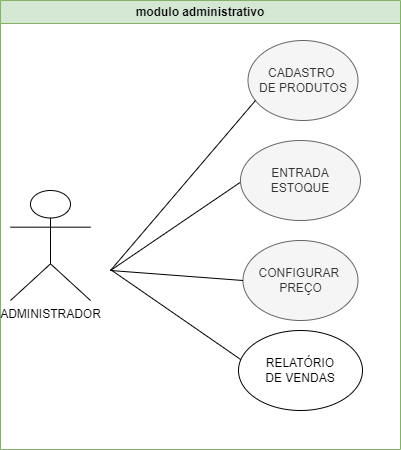 modulo administrativo
CADASTRO
DE PRODUTOS
ENTRADA
ESTOQUE
CONFIGURAR
PREÇO
ADMINISTRADOR
RELATÓRIO
DE VENDAS